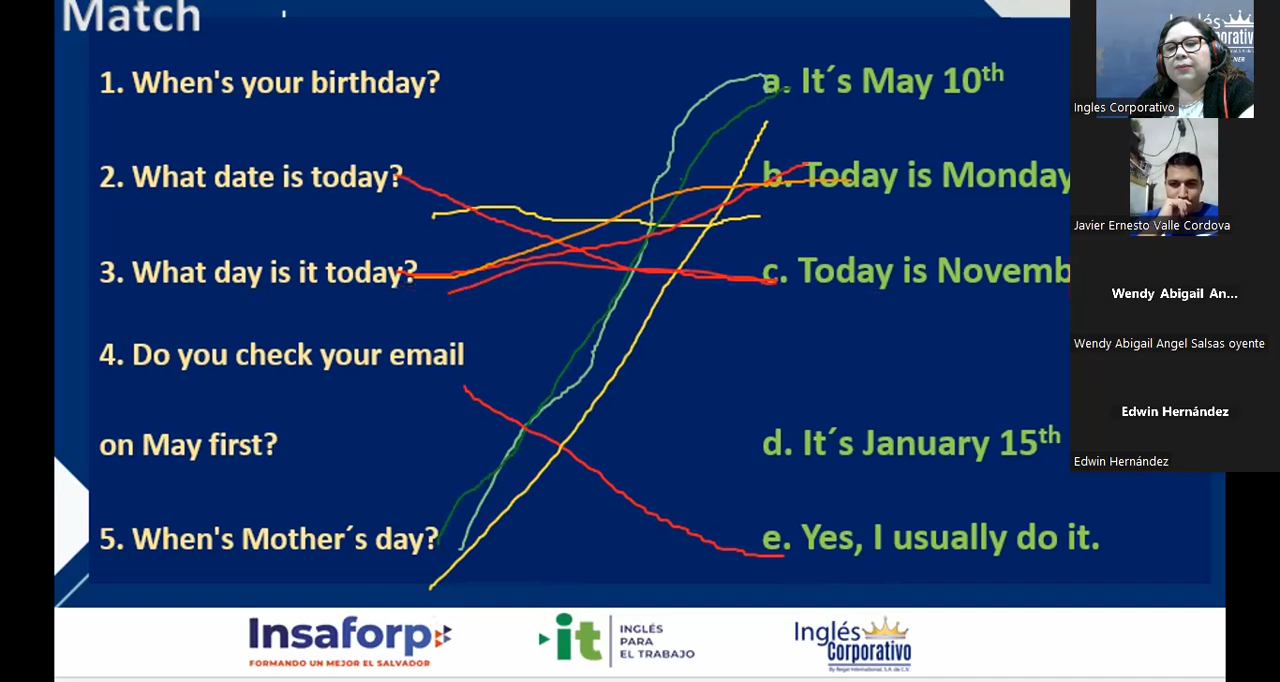 Match
1. When's your birthday?
a. It´s May 10th
2. What date is today?
b. Today is Monday
3. What day is it today?
c. Today is Novemb
4. Do you check your email
on May first?
d. It´s January 15th
5. When's Mother´s day?
e. Yes, I usually do it.
Insaforp
FORMANDO UN MEJOR EL SALVADOR
it
INGLÉS
PARA
EL TRABAJO
Inglés
Corporativo
Ingles Corporativo
Javier Ernesto Valle Cordova
Wendy Abigail An...
Wendy Abigail Angel Salsas oyente
Edwin Hernández
Edwin Hernández